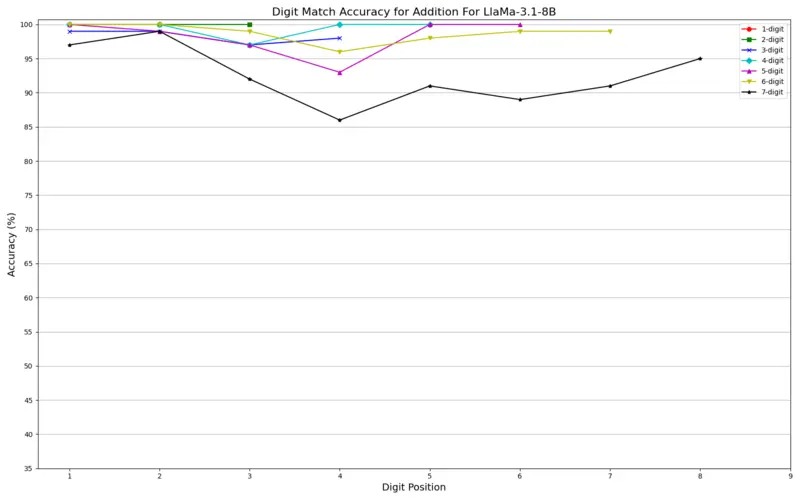 Digit Match Accuracy for Addition For LlaMa-3.1-8B
100
95
90
85
80
75
70
65
60
55
50
45
40
35
Accuracy (%)
1-digit
2-digit
3-digit
4-digit
5-digit
6-digit
7-digit
1 2 3 4 5 6 7 8 9
Digit Position